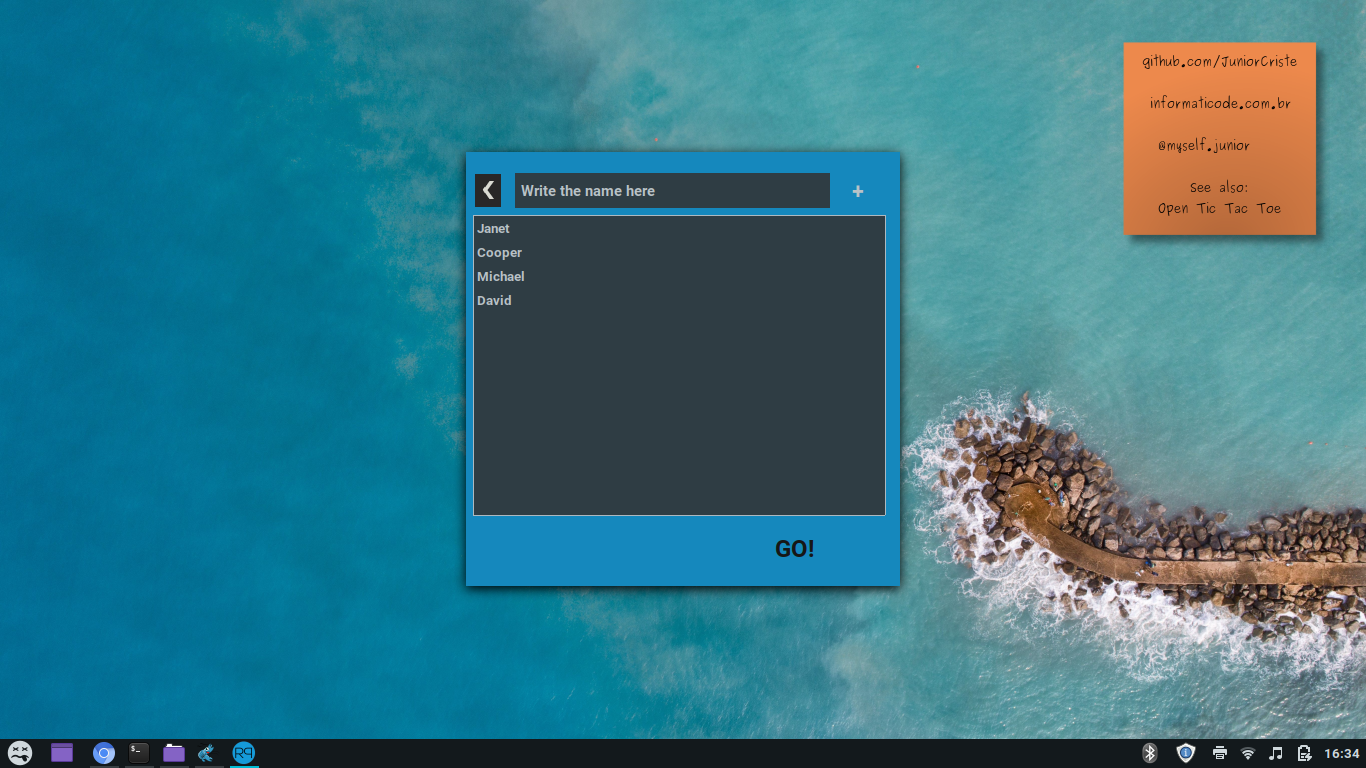 github.com/JuniorCriste
informaticode.com.br
@myself.junior
See also:
Open Tic Tac Toe
Write the name here
+
Janet
Cooper
Michael
David
GO!
$_
RP
16:34